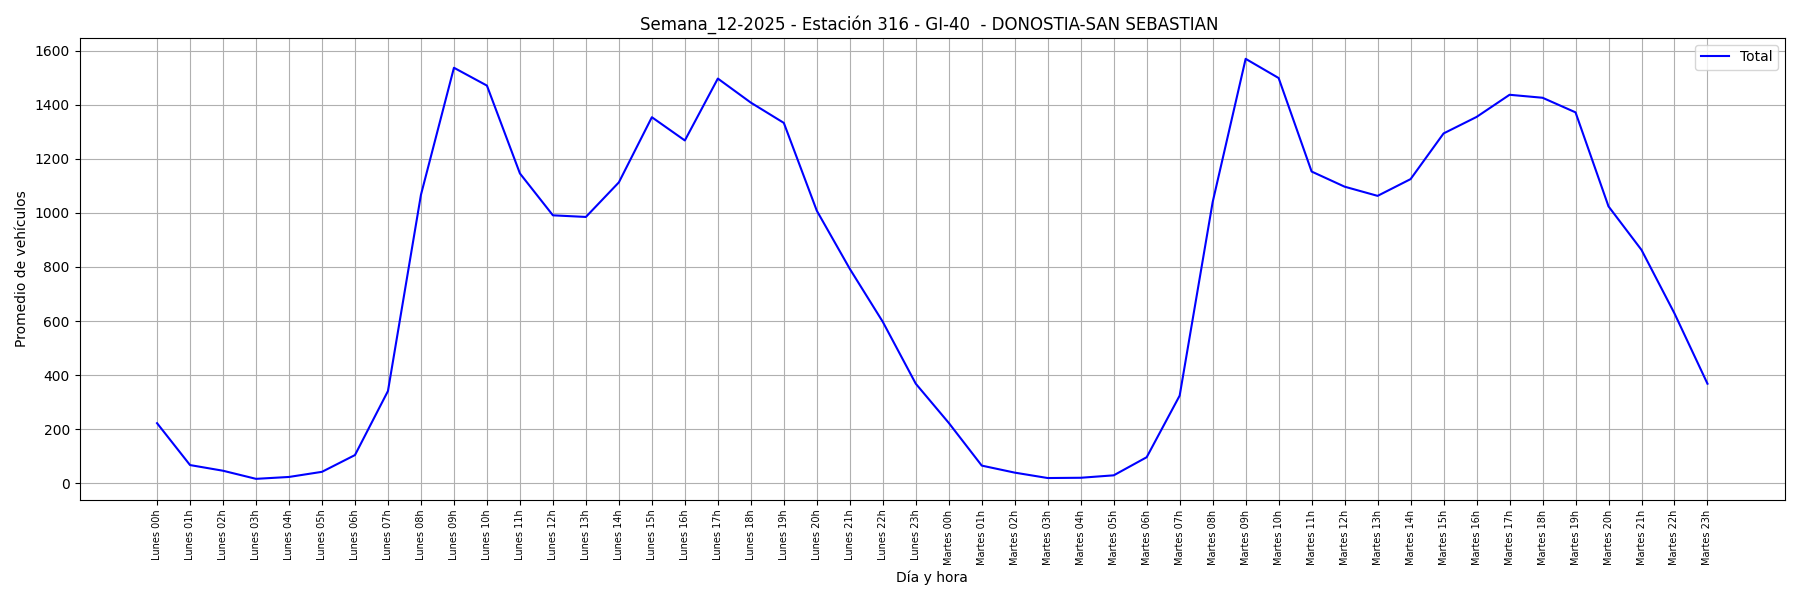 Semana_12-2025 - Estación 316 - GI-40  - DONOSTIA-SAN SEBASTIAN
Total
Promedio de vehículos
1600
1400
1200
1000
800
600
400
200
0
Lunes 00h
Lunes 01h
Lunes 02h
Lunes 03h
Lunes 04h
Lunes 05h
Lunes 06h
Lunes 07h
Lunes 08h
Lunes 09h
Lunes 10h
Lunes 11h
Lunes 12h
Lunes 13h
Lunes 14h
Lunes 15h
Lunes 16h
Lunes 17h
Lunes 18h
Lunes 19h
Lunes 20h
Lunes 21h
Lunes 22h
Lunes 23h
Martes 00h
Martes 01h
Martes 02h
Martes 03h
Martes 04h
Martes 05h
Martes 06h
Martes 07h
Martes 08h
Martes 09h
Martes 10h
Martes 11h
Martes 12h
Martes 13h
Martes 14h
Martes 15h
Martes 16h
Martes 17h
Martes 18h
Martes 19h
Martes 20h
Martes 21h
Martes 22h
Martes 23h
Día y hora